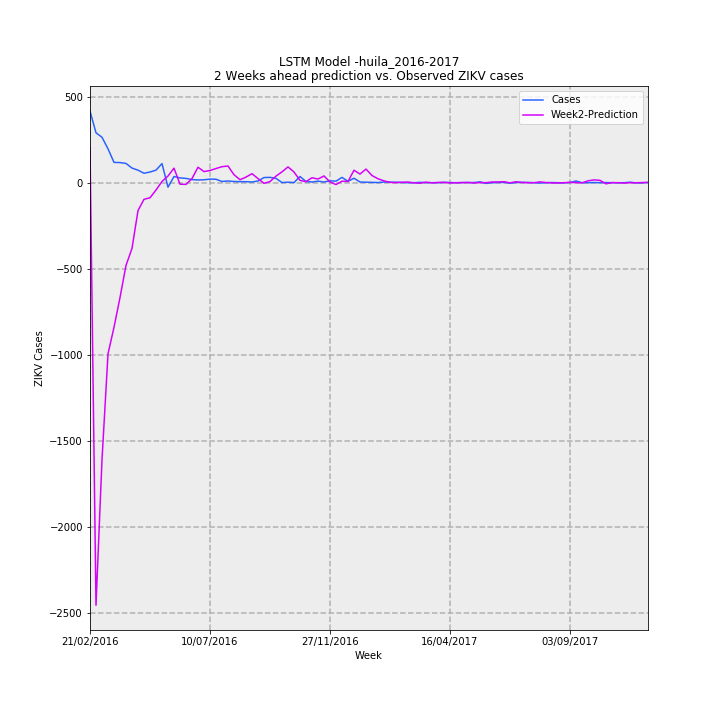 LSTM Model -huila_2016-2017
2 Weeks ahead prediction vs. Observed ZIKV cases
Cases
Week2-Prediction
500
0
−500
−1000
−1500
−2000
−2500
ZIKV Cases
21/02/2016 10/07/2016 27/11/2016 16/04/2017 03/09/2017
Week